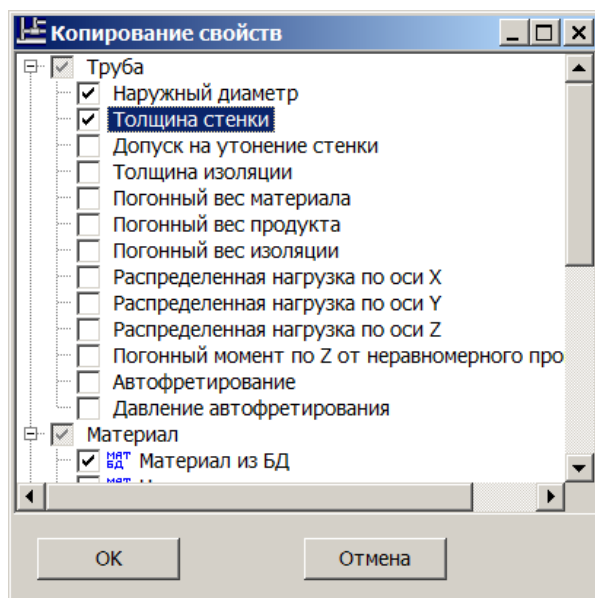 Копирование свойств
Труба
Наружный диаметр
Толщина стенки
Допуск на утонение стенки
Толщина изоляции
Погонный вес материала
Погонный вес продукта
Погонный вес изоляции
Распределенная нагрузка по оси X
Распределенная нагрузка по оси Y
Распределенная нагрузка по оси Z
Погонный момент по Z от неравномерного про
Автофретирование
Давление автофретирования
Материал
МАТ БД Материал из БД
OK Отмена